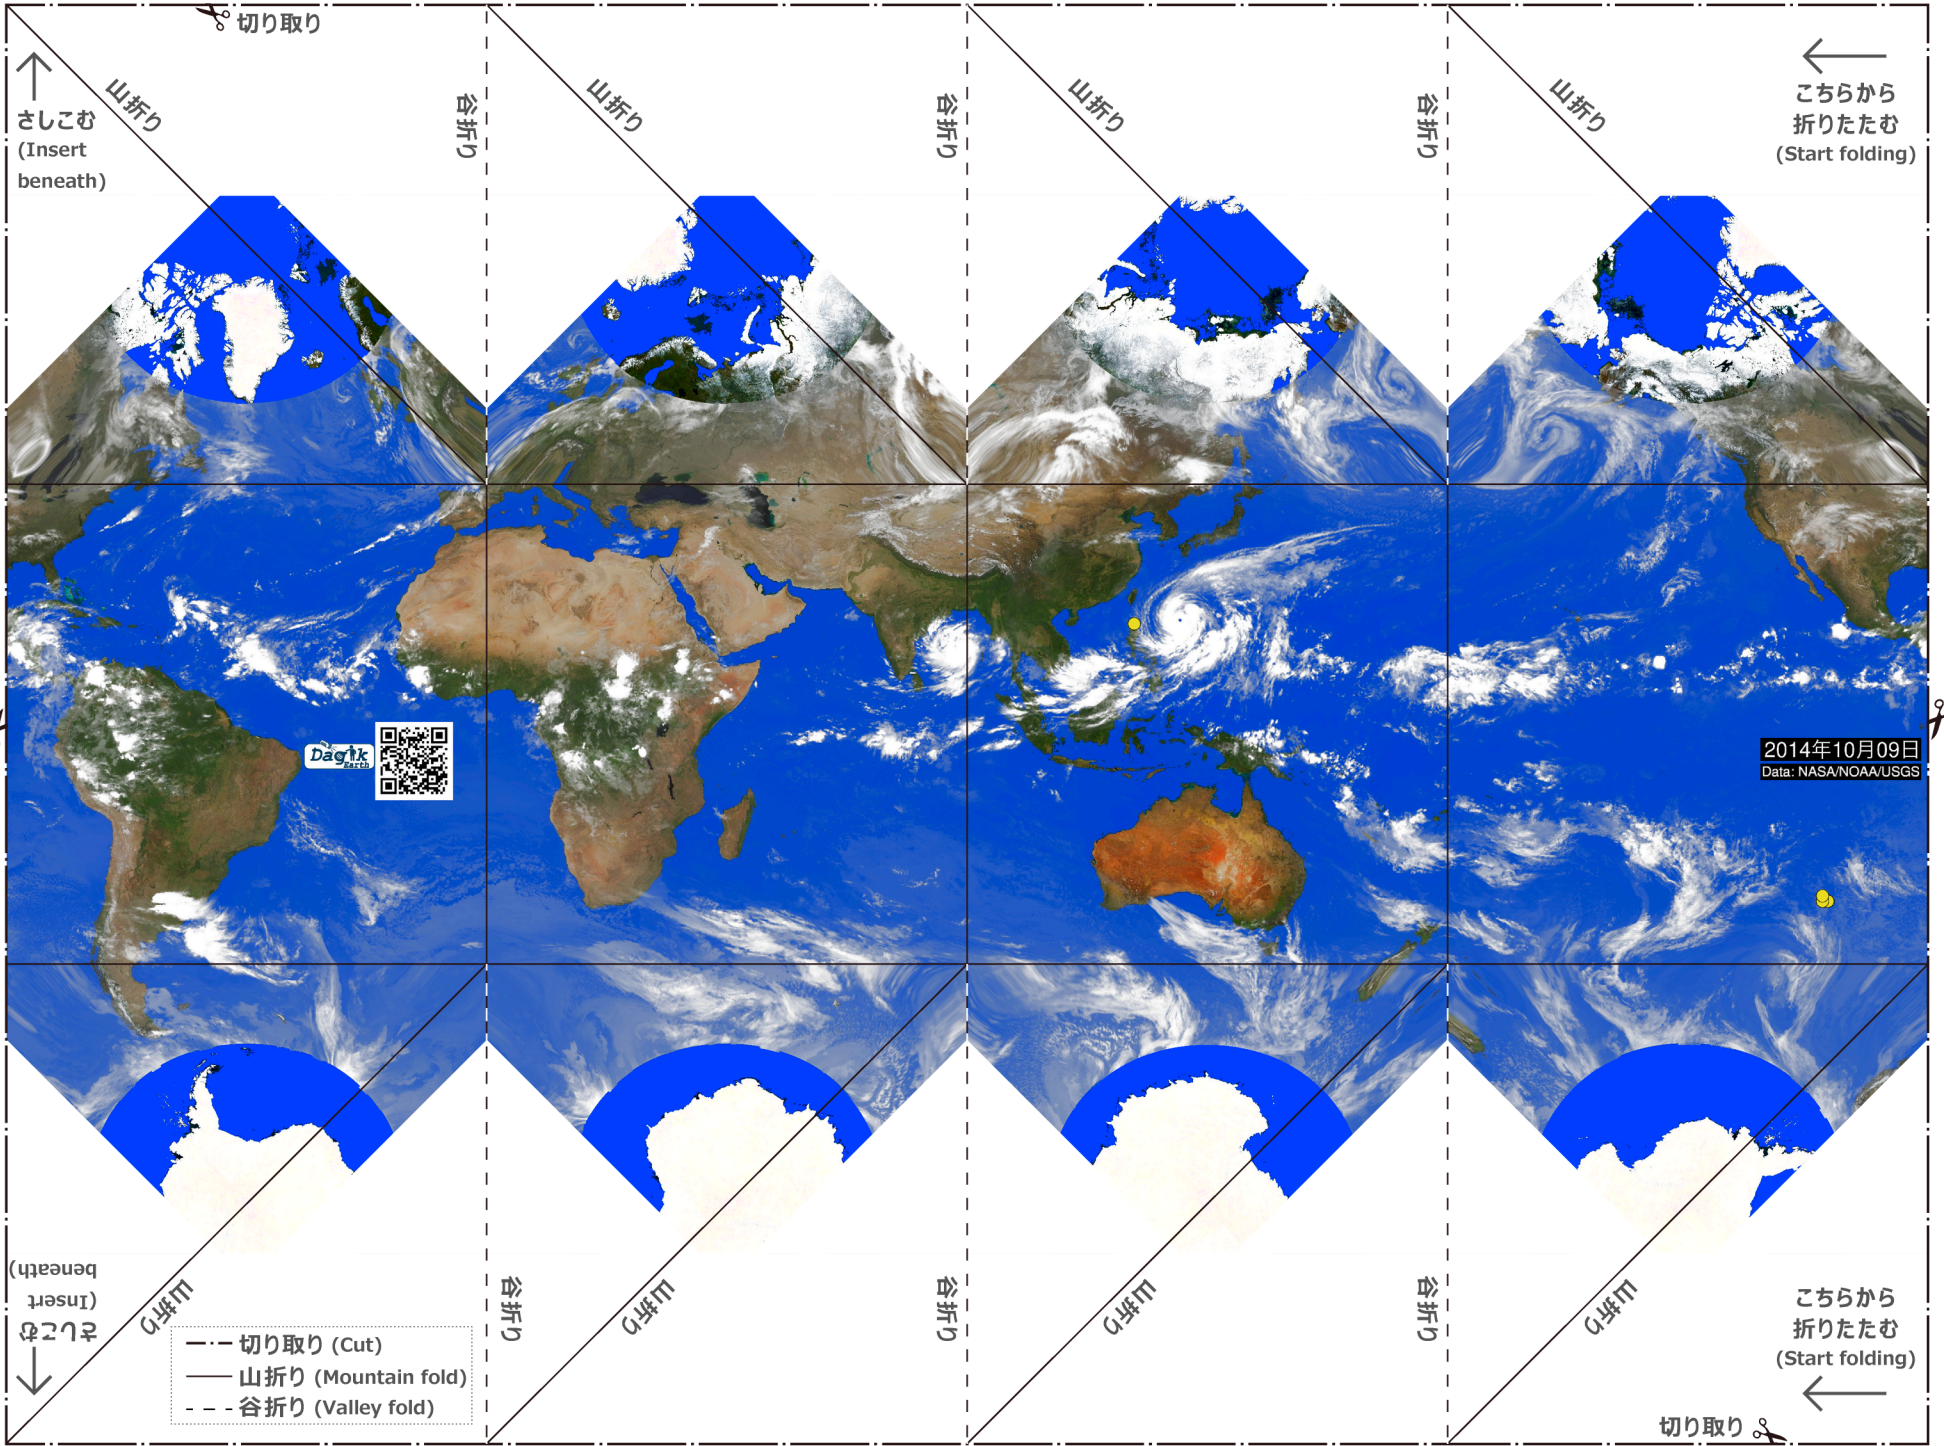 切り取り
山折り
山折り
山折り
山折り
谷折り
谷折り
谷折り
さしこむ
(Insert
beneath)
こちらから
折りたたむ
(Start folding)
Dagik
Earth
2014年10月09日
Data: NASA/NOAA/USGS
さしこむ
(Insert
beneath)
山折り
山折り
山折り
山折り
谷折り
谷折り
谷折り
切り取り (Cut)
山折り (Mountain fold)
谷折り (Valley fold)
こちらから
折りたたむ
(Start folding)
切り取り